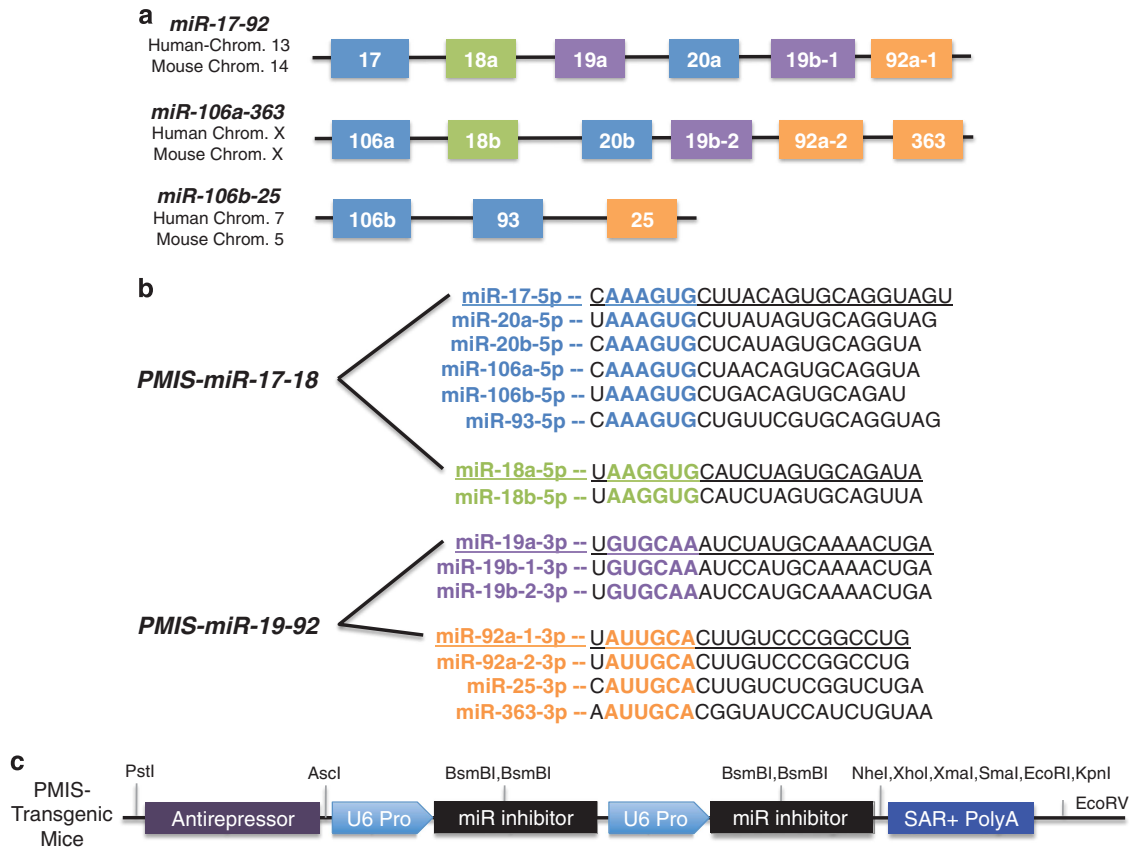 a
miR-17-92
Human-Chrom. 13
Mouse Chrom. 14
17 18a 19a 20a 19b-1 92a-1
miR-106a-363
Human Chrom. X
Mouse Chrom. X
106a 18b 20b 19b-2 92a-2 363
miR-106b-25
Human Chrom. 7
Mouse Chrom. 5
106b 93 25
b
PMIS-miR-17-18
miR-17-5p -- CAAAGUGCUUACAGUGCAGGUAGU
miR-20a-5p -- UAAAGUGCUUAUAGUGCAGGUAG
miR-20b-5p -- CAAAGUGCUCAUAGUGCAGGUA
miR-106a-5p -- CAAAGUGCUAACAGUGCAGGUA
miR-106b-5p -- UAAAGUGCUGACAGUGCAGAU
miR-93-5p -- CAAAGUGCUGUUCGUGCAGGUAG
miR-18a-5p -- UAAGGUGCAUCUAGUGCAGAUA
miR-18b-5p -- UAAGGUGCAUCUAGUGCAGUUA
PMIS-miR-19-92
miR-19a-3p -- UGUGCAAAUCUAUGCAAAACUGA
miR-19b-1-3p -- UGUGCAAAUCCAUGCAAAACUGA
miR-19b-2-3p -- UGUGCAAAUCCAUGCAAAACUGA
miR-92a-1-3p -- UAUUGCACUUGUCCCGGCCUG
miR-92a-2-3p -- UAUUGCACUUGUCCCGGCCUG
miR-25-3p -- CAUUGCACUUGUCUCGGUCUGA
miR-363-3p -- AAUUGCACGGUAUCCAUCUGUAA
c
PMIS-
Transgenic
Mice
PstI AscI BsmBI,BsmBI BsmBI,BsmBI NheI,XhoI,XmaI,SmaI,EcoRI,KpnI
EcoRV
Antirepressor U6 Pro miR inhibitor U6 Pro miR inhibitor SAR+ PolyA